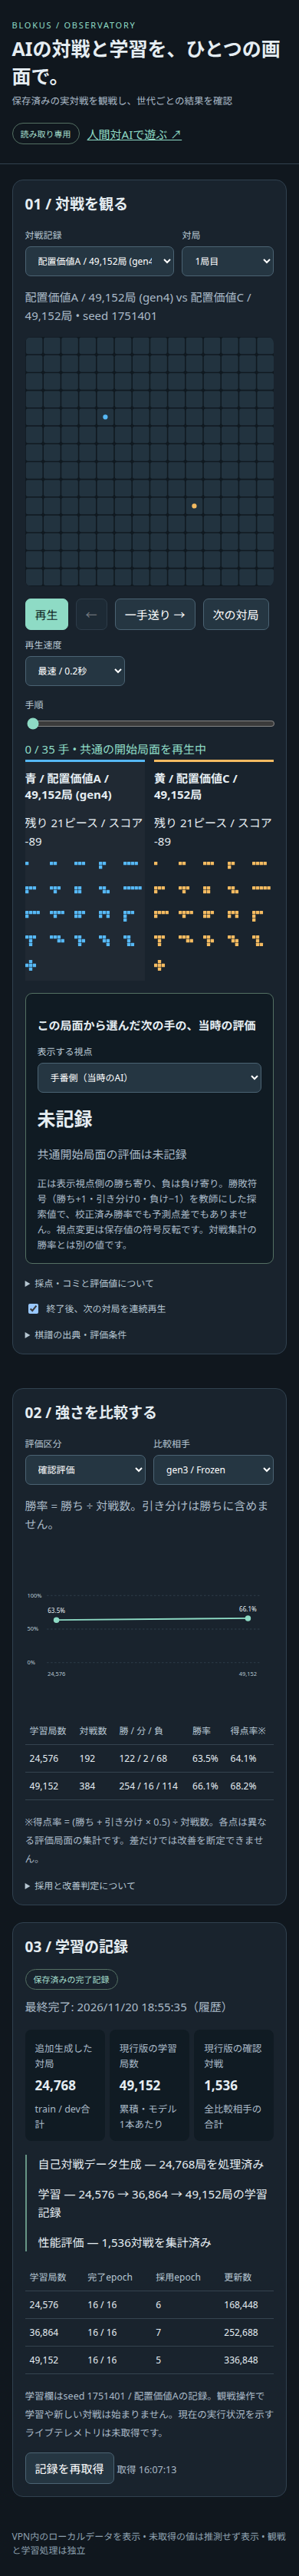 BLOKUS / OBSERVATORY
AIの対戦と学習を、ひとつの画
面で。
保存済みの実対戦を観戦し、世代ごとの結果を確認
読み取り専用 人間対AIで遊ぶ ↗
01 / 対戦を観る
対戦記録 対局
配置価値A / 49,152局 (gen4 1局目
配置価値A / 49,152局 (gen4) vs 配置価値C /
49,152局 • seed 1751401
再生 ← 一手送り → 次の対局
再生速度
最速 / 0.2秒
手順
0 / 35 手 • 共通の開始局面を再生中
青 / 配置価値A /
49,152局 (gen4)
残り 21ピース / スコア
-89
黄 / 配置価値C /
49,152局
残り 21ピース / スコア
-89
この局面から選んだ次の手の、当時の評価
表示する視点
手番側（当時のAI）
未記録
共通開始局面の評価は未記録
正は表示視点側の勝ち寄り、負は負け寄り。勝敗符
号（勝ち+1・引き分け0・負け−1）を教師にした探
索値で、校正済み勝率でも予測点差でもありませ
ん。視点変更は保存値の符号反転です。対戦集計の
勝率とは別の値です。
▸ 採点・コミと評価値について
終了後、次の対局を連続再生
▸ 棋譜の出典・評価条件
02 / 強さを比較する
評価区分 比較相手
確認評価 gen3 / Frozen
勝率 = 勝ち ÷ 対戦数。引き分けは勝ちに含めま
せん。
100%
63.5% 66.1%
50%
0%
24,576 49,152
学習局数 対戦数 勝 / 分 / 負 勝率 得点率※
24,576 192 122 / 2 / 68 63.5% 64.1%
49,152 384 254 / 16 / 114 66.1% 68.2%
※得点率 = (勝ち + 引き分け × 0.5) ÷ 対戦数。各点は異な
る評価局面の集計です。差だけでは改善を断定できませ
ん。
▸ 採用と改善判定について
03 / 学習の記録
保存済みの完了記録
最終完了: 2026/11/20 18:55:35（履歴）
追加生成した
対局
24,768
train / dev合
計
現行版の学習
局数
49,152
累積・モデル
1本あたり
現行版の確認
対戦
1,536
全比較相手の
合計
自己対戦データ生成 — 24,768局を処理済み
学習 — 24,576 → 36,864 → 49,152局の学習
記録
性能評価 — 1,536対戦を集計済み
学習局数 完了epoch 採用epoch 更新数
24,576 16 / 16 6 168,448
36,864 16 / 16 7 252,688
49,152 16 / 16 5 336,848
学習欄はseed 1751401 / 配置価値Aの記録。観戦操作で
学習や新しい対戦は始まりません。現在の実行状況を示す
ライブテレメトリは未取得です。
記録を再取得 取得 16:07:13
VPN内のローカルデータを表示 • 未取得の値は推測せず表示 • 観戦
と学習処理は独立